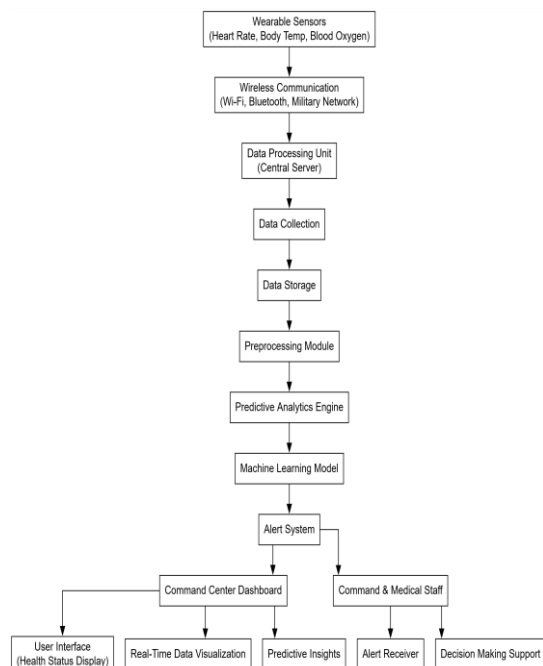 Wearable Sensors
(Heart Rate, Body Temp, Blood Oxygen)
Wireless Communication
(Wi-Fi, Bluetooth, Military Network)
Data Processing Unit
(Central Server)
Data Collection
Data Storage
Preprocessing Module
Predictive Analytics Engine
Machine Learning Model
Alert System
Command Center Dashboard
Command & Medical Staff
User Interface
(Health Status Display)
Real-Time Data Visualization
Predictive Insights
Alert Receiver
Decision Making Support